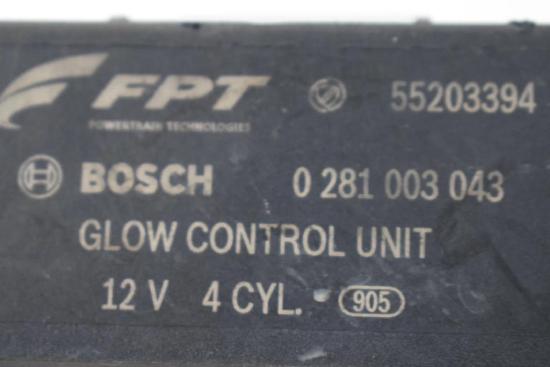 FPT 55203394
POWERTRAIN TECHNOLOGIES
BOSCH 0 281 003 043
GLOW CONTROL UNIT
12 V 4 CYL. 905